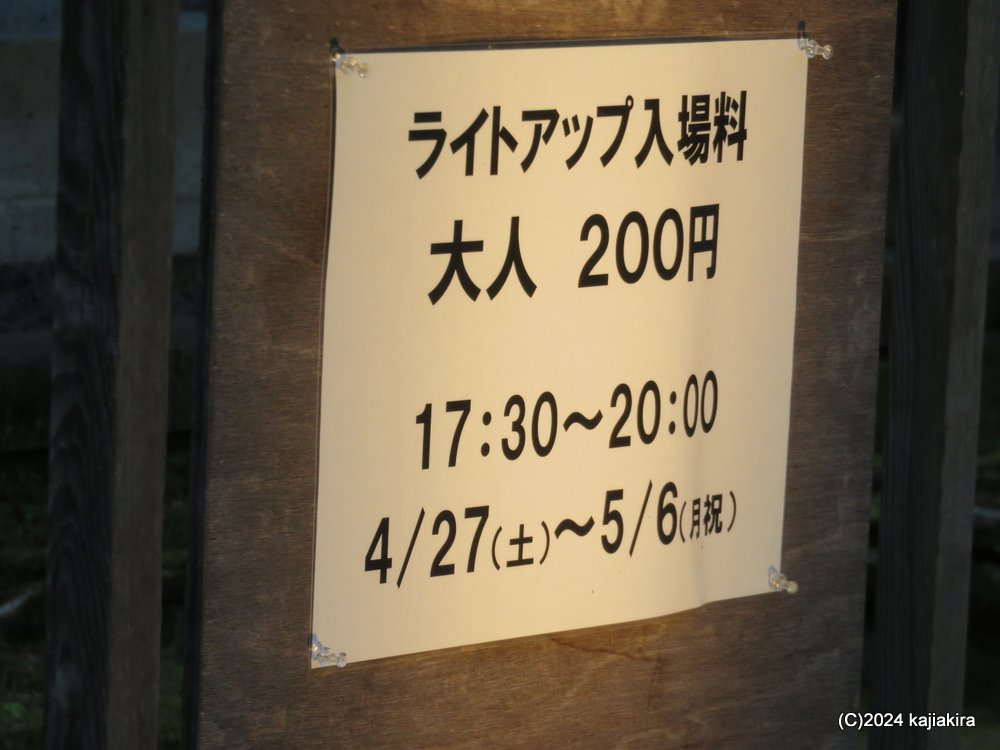 ライトアップ入場料
大人 200円
17:30～20:00
4/27(土)～5/6(月祝)
(C)2024 kajiakira